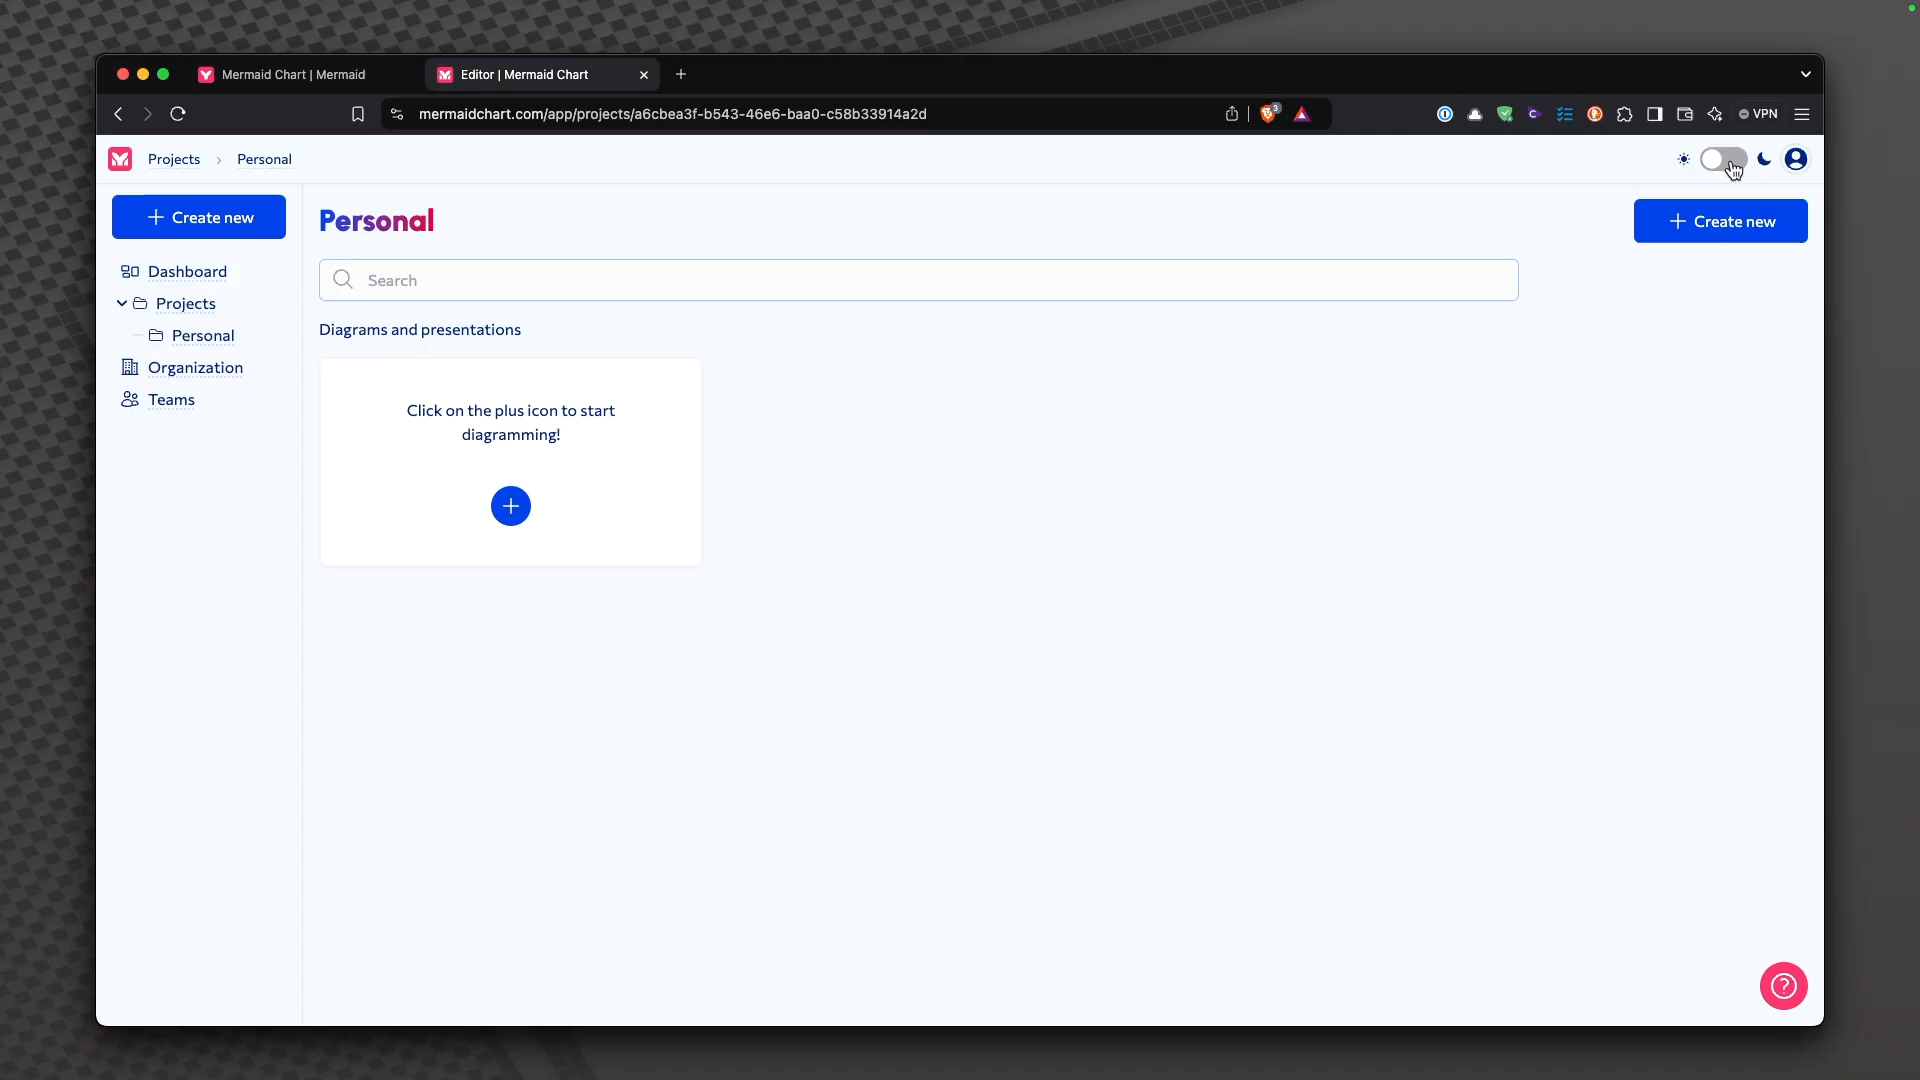 Mermaid Chart | Mermaid
Editor | Mermaid Chart
mermaidchart.com/app/projects/a6cbea3f-b543-46e6-baa0-c58b33914a2d
3
VPN
Projects › Personal
Create new
Dashboard
Projects
Personal
Organization
Teams
Personal
Create new
Search
Diagrams and presentations
Click on the plus icon to start
diagramming!